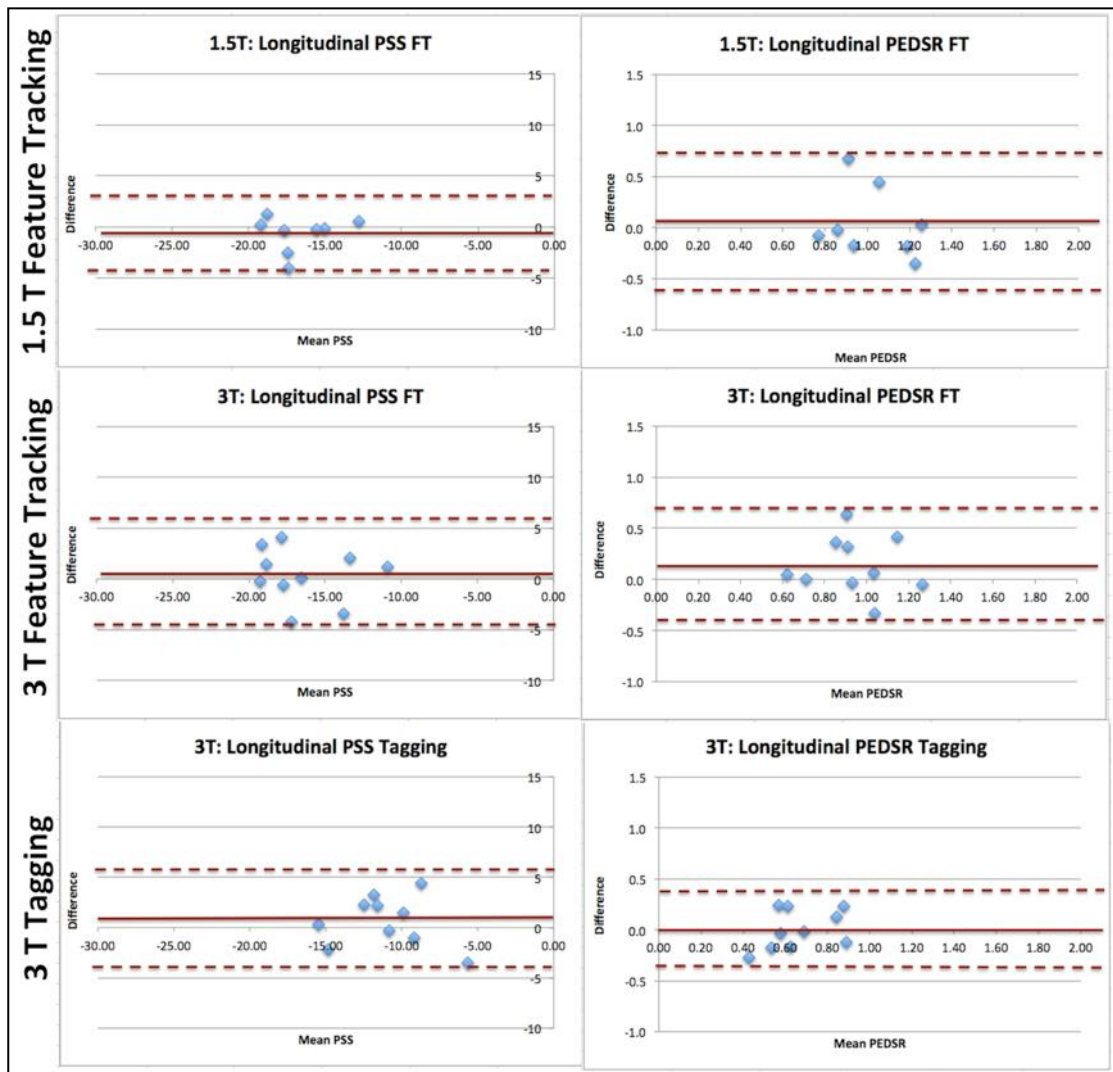 1.5 T Feature Tracking
1.5T: Longitudinal PSS FT
15
10
5
0
-5
-10
Difference
-30.00 -25.00 -20.00 -15.00 -10.00 -5.00 0.00
Mean PSS
1.5T: Longitudinal PEDSR FT
1.5
1.0
0.5
0.0
-0.5
-1.0
Difference
0.00 0.20 0.40 0.60 0.80 1.00 1.20 1.40 1.60 1.80 2.00
Mean PEDSR
3 T Feature Tracking
3T: Longitudinal PSS FT
15
10
5
0
-5
-10
Difference
-30.00 -25.00 -20.00 -15.00 -10.00 -5.00 0.00
Mean PSS
3T: Longitudinal PEDSR FT
1.5
1.0
0.5
0.0
-0.5
-1.0
Difference
0.00 0.20 0.40 0.60 0.80 1.00 1.20 1.40 1.60 1.80 2.00
Mean PEDSR
3 T Tagging
3T: Longitudinal PSS Tagging
15
10
5
0
-5
-10
Difference
-30.00 -25.00 -20.00 -15.00 -10.00 -5.00 0.00
Mean PSS
3T: Longitudinal PEDSR Tagging
1.5
1.0
0.5
0.0
-0.5
-1.0
Difference
0.00 0.20 0.40 0.60 0.80 1.00 1.20 1.40 1.60 1.80 2.00
Mean PEDSR